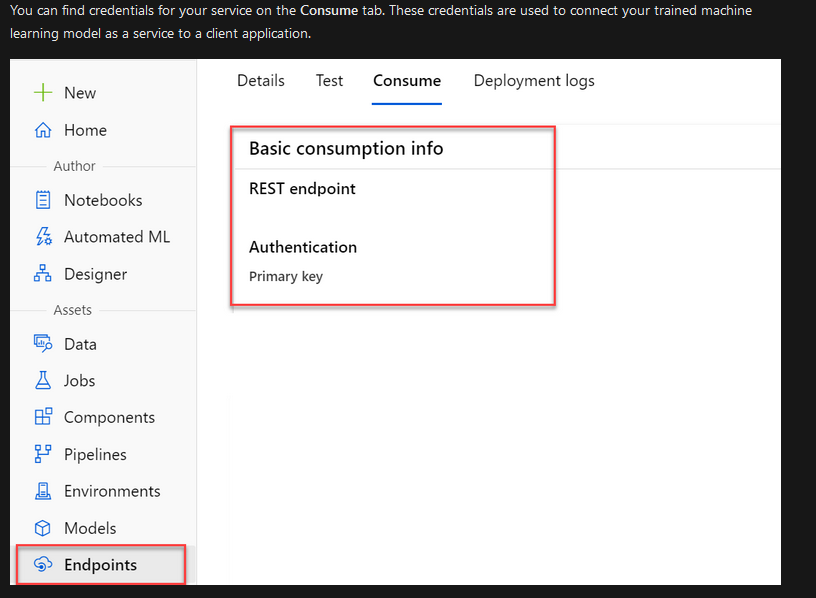 You can find credentials for your service on the Consume tab. These credentials are used to connect your trained machine
learning model as a service to a client application.
New
Home
Author
Notebooks
Automated ML
Designer
Assets
Data
Jobs
Components
Pipelines
Environments
Models
Endpoints
Details Test Consume Deployment logs
Basic consumption info
REST endpoint
Authentication
Primary key